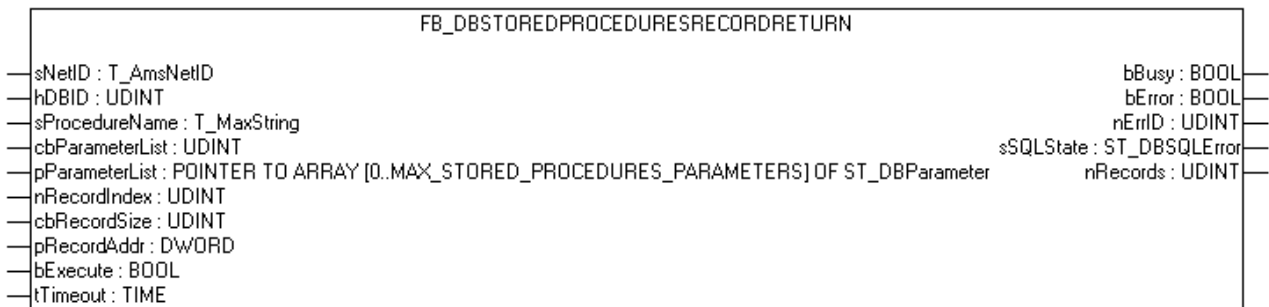 FB_DBSTOREDPROCEDURESRECORDRETURN
sNetID : T_AmsNetID bBusy : BOOL
hDBID : UDINT bError : BOOL
sProcedureName : T_MaxString nErrID : UDINT
cbParameterList : UDINT sSQLState : ST_DBSQLError
pParameterList : POINTER TO ARRAY [0..MAX_STORED_PROCEDURES_PARAMETERS] OF ST_DBParameter nRecords : UDINT
nRecordIndex : UDINT
cbRecordSize : UDINT
pRecordAddr : DWORD
bExecute : BOOL
tTimeout : TIME